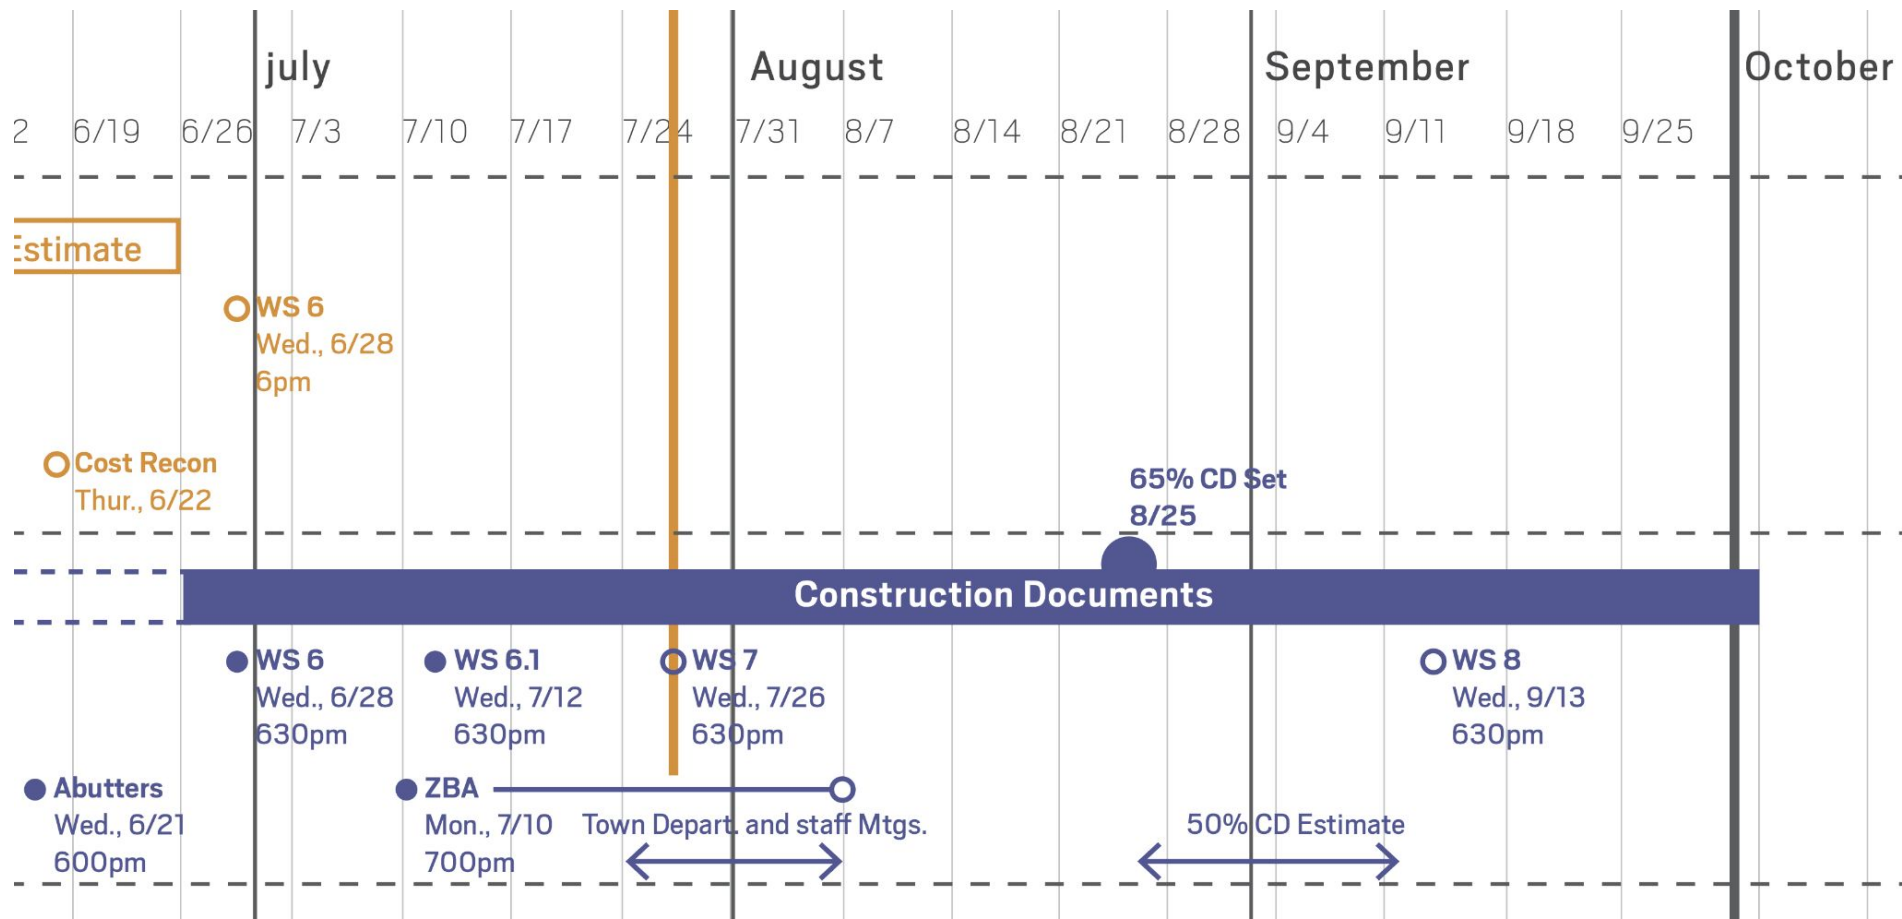 july August September October
2 6/19 6/26 7/3 7/10 7/17 7/24 7/31 8/7 8/14 8/21 8/28 9/4 9/11 9/18 9/25
Estimate
WS 6
Wed., 6/28
6pm
Cost Recon
Thur., 6/22
65% CD Set
8/25
Construction Documents
WS 6
Wed., 6/28
630pm
WS 6.1
Wed., 7/12
630pm
WS 7
Wed., 7/26
630pm
WS 8
Wed., 9/13
630pm
Abutters
Wed., 6/21
600pm
ZBA
Mon., 7/10
700pm
Town Depart. and staff Mtgs.
50% CD Estimate